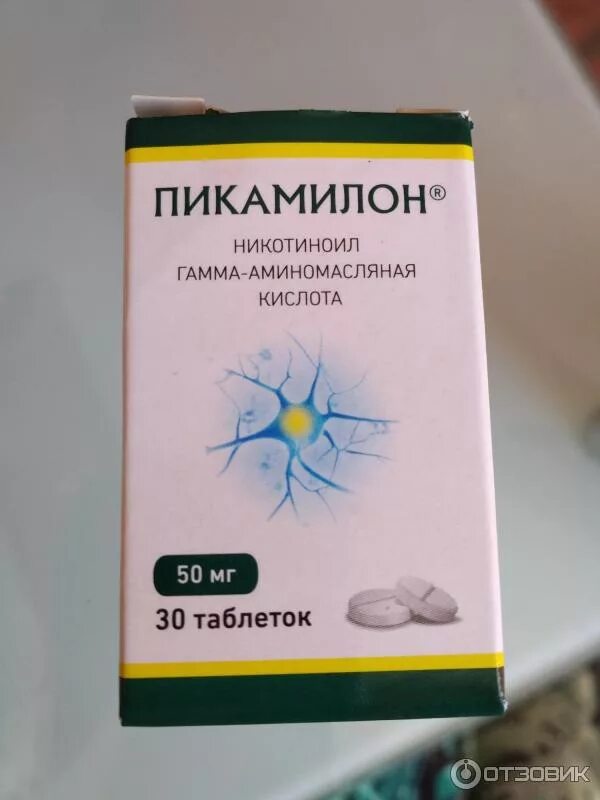 ПИКАМИЛОН®
НИКОТИНОИЛ
ГАММА-АМИНОМАСЛЯНАЯ
КИСЛОТА
50 мг
30 таблеток
ОТЗОВИК